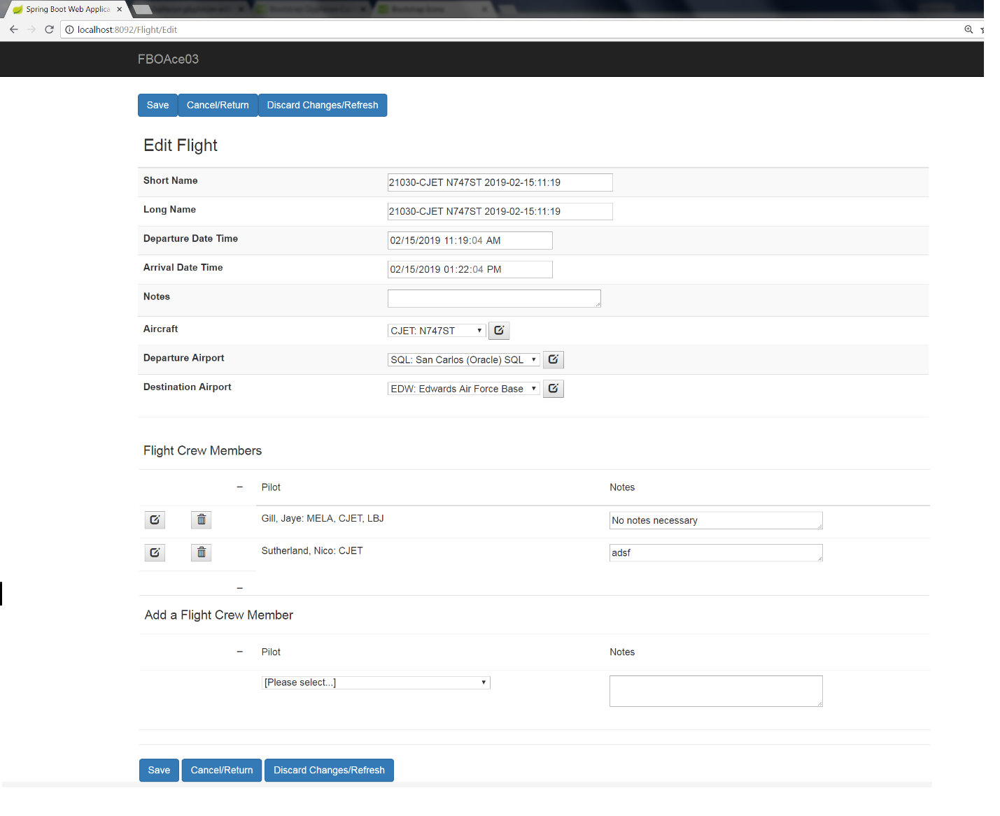 Spring Boot Web Applica
localhost:8092/Flight/Edit
FBOAce03
Save Cancel/Return Discard Changes/Refresh
Edit Flight
Short Name 21030-CJET N747ST 2019-02-15:11:19
Long Name 21030-CJET N747ST 2019-02-15:11:19
Departure Date Time 02/15/2019 11:19:04 AM
Arrival Date Time 02/15/2019 01:22:04 PM
Notes
Aircraft CJET: N747ST
Departure Airport SQL: San Carlos (Oracle) SQL
Destination Airport EDW: Edwards Air Force Base
Flight Crew Members
– Pilot Notes
Gill, Jaye: MELA, CJET, LBJ No notes necessary
Sutherland, Nico: CJET adsf
–
Add a Flight Crew Member
– Pilot Notes
[Please select...]
Save Cancel/Return Discard Changes/Refresh